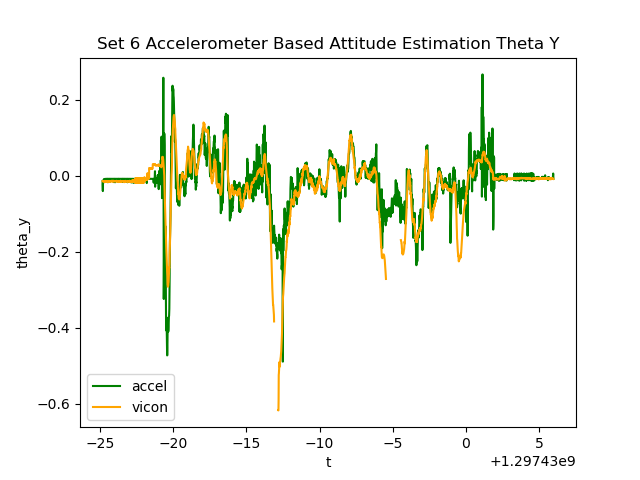 Set 6 Accelerometer Based Attitude Estimation Theta Y
theta_y
0.2
0.0
−0.2
−0.4
−0.6
accel
vicon
−25
−20
−15
−10
−5
0
5
t
+1.29743e9